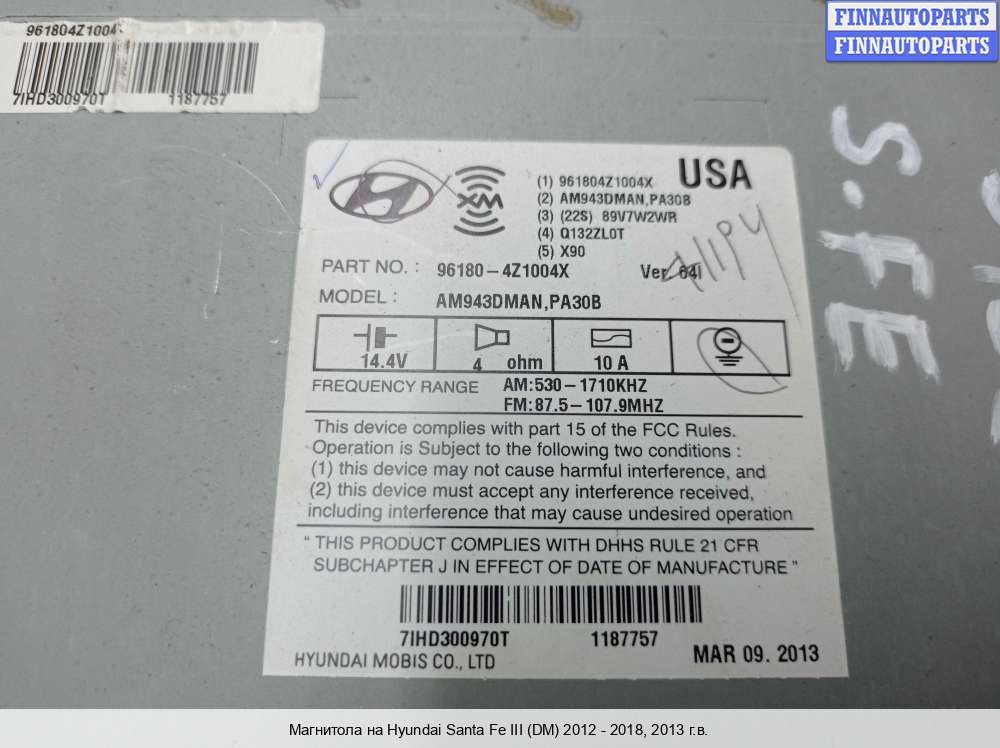 FINNAUTOPARTS
FINNAUTOPARTS
961804Z1004
7IHD300970T 1187757
S.FE
XM
USA
(1) 961804Z1004X
(2) AM943DMAN,PA30B
(3) (22S) 89V7W2WR
(4) Q132ZL0T
(5) X90
PART NO. : 96180-4Z1004X Ver
MODEL : AM943DMAN,PA30B
14.4V 4 ohm 10 A
FREQUENCY RANGE AM:530-1710KHZ
FM:87.5-107.9MHZ
This device complies with part 15 of the FCC Rules.
Operation is Subject to the following two conditions :
(1) this device may not cause harmful interference, and
(2) this device must accept any interference received,
including interference that may cause undesired operation
" THIS PRODUCT COMPLIES WITH DHHS RULE 21 CFR
SUBCHAPTER J IN EFFECT OF DATE OF MANUFACTURE "
7IHD300970T 1187757
HYUNDAI MOBIS CO., LTD MAR 09. 2013
Магнитола на Hyundai Santa Fe III (DM) 2012 - 2018, 2013 г.в.